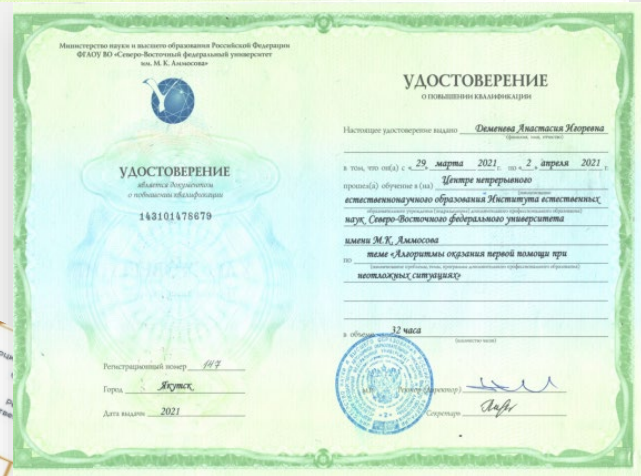 Министерство науки и высшего образования Российской Федерации
ФГАОУ ВО «Северо-Восточный федеральный университет
им. М. К. Аммосова»
УДОСТОВЕРЕНИЕ
является документом
о повышении квалификации
143101478679
Регистрационный номер 147
Город Якутск
Дата выдачи 2021
УДОСТОВЕРЕНИЕ
О ПОВЫШЕНИИ КВАЛИФИКАЦИИ
Настоящее удостоверение выдано Деменева Анастасия Игоревна
(фамилия, имя, отчество)
в том, что он(а) с «29» марта 2021 г. по «2» апреля 2021 г.
прошел(а) обучение в (на) Центре непрерывного
(наименование)
естественнонаучного образования Института естественных
наук Северо-Восточного федерального университета
имени М.К. Аммосова
по теме «Алгоритмы оказания первой помощи при
неотложных ситуациях»
в объеме 32 часа
(количество часов)
Ректор (директор)
Секретарь